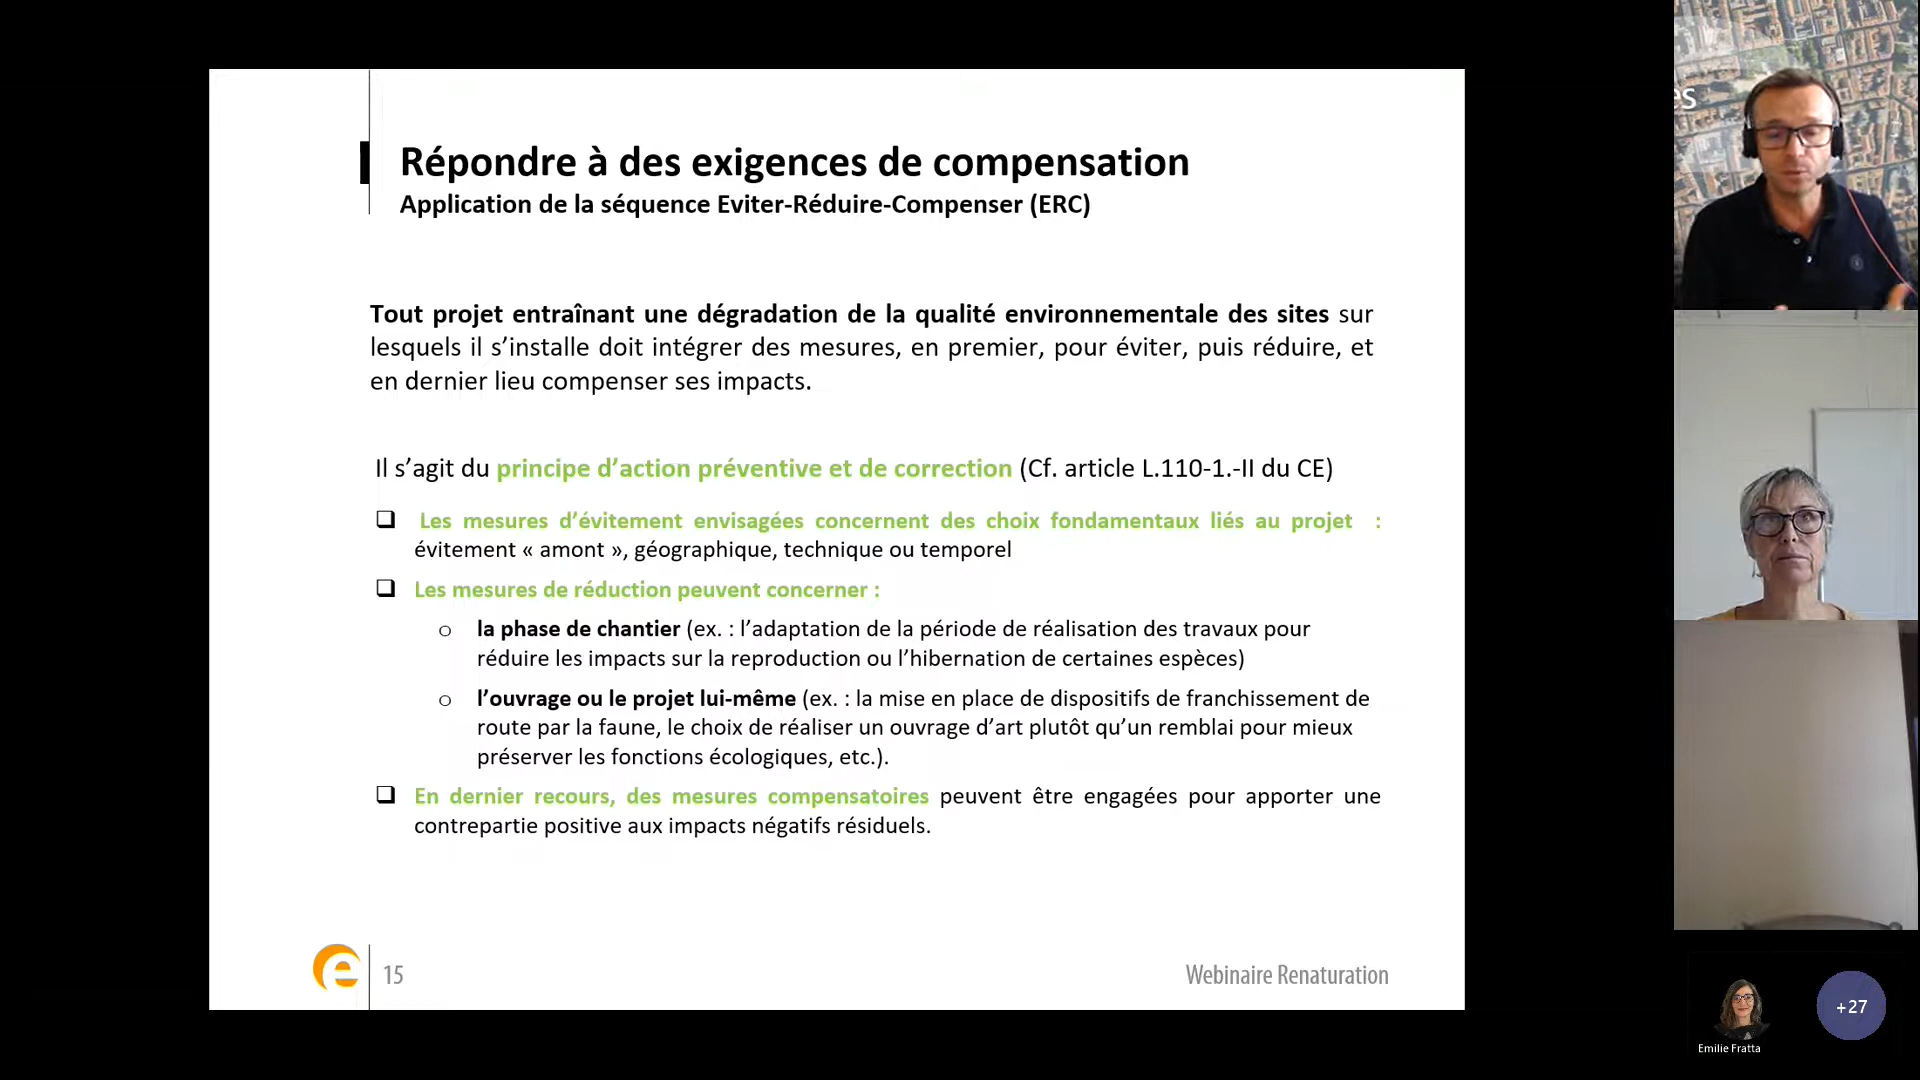 Répondre à des exigences de compensation
Application de la séquence Eviter-Réduire-Compenser (ERC)
Tout projet entraînant une dégradation de la qualité environnementale des sites sur
lesquels il s’installe doit intégrer des mesures, en premier, pour éviter, puis réduire, et
en dernier lieu compenser ses impacts.
Il s’agit du principe d’action préventive et de correction (Cf. article L.110-1.-II du CE)
❑ Les mesures d’évitement envisagées concernent des choix fondamentaux liés au projet :
évitement « amont », géographique, technique ou temporel
❑ Les mesures de réduction peuvent concerner :
o la phase de chantier (ex. : l’adaptation de la période de réalisation des travaux pour
réduire les impacts sur la reproduction ou l’hibernation de certaines espèces)
o l’ouvrage ou le projet lui-même (ex. : la mise en place de dispositifs de franchissement de
route par la faune, le choix de réaliser un ouvrage d’art plutôt qu’un remblai pour mieux
préserver les fonctions écologiques, etc.).
❑ En dernier recours, des mesures compensatoires peuvent être engagées pour apporter une
contrepartie positive aux impacts négatifs résiduels.
e
15
Webinaire Renaturation
es
+27
Emilie Fratta